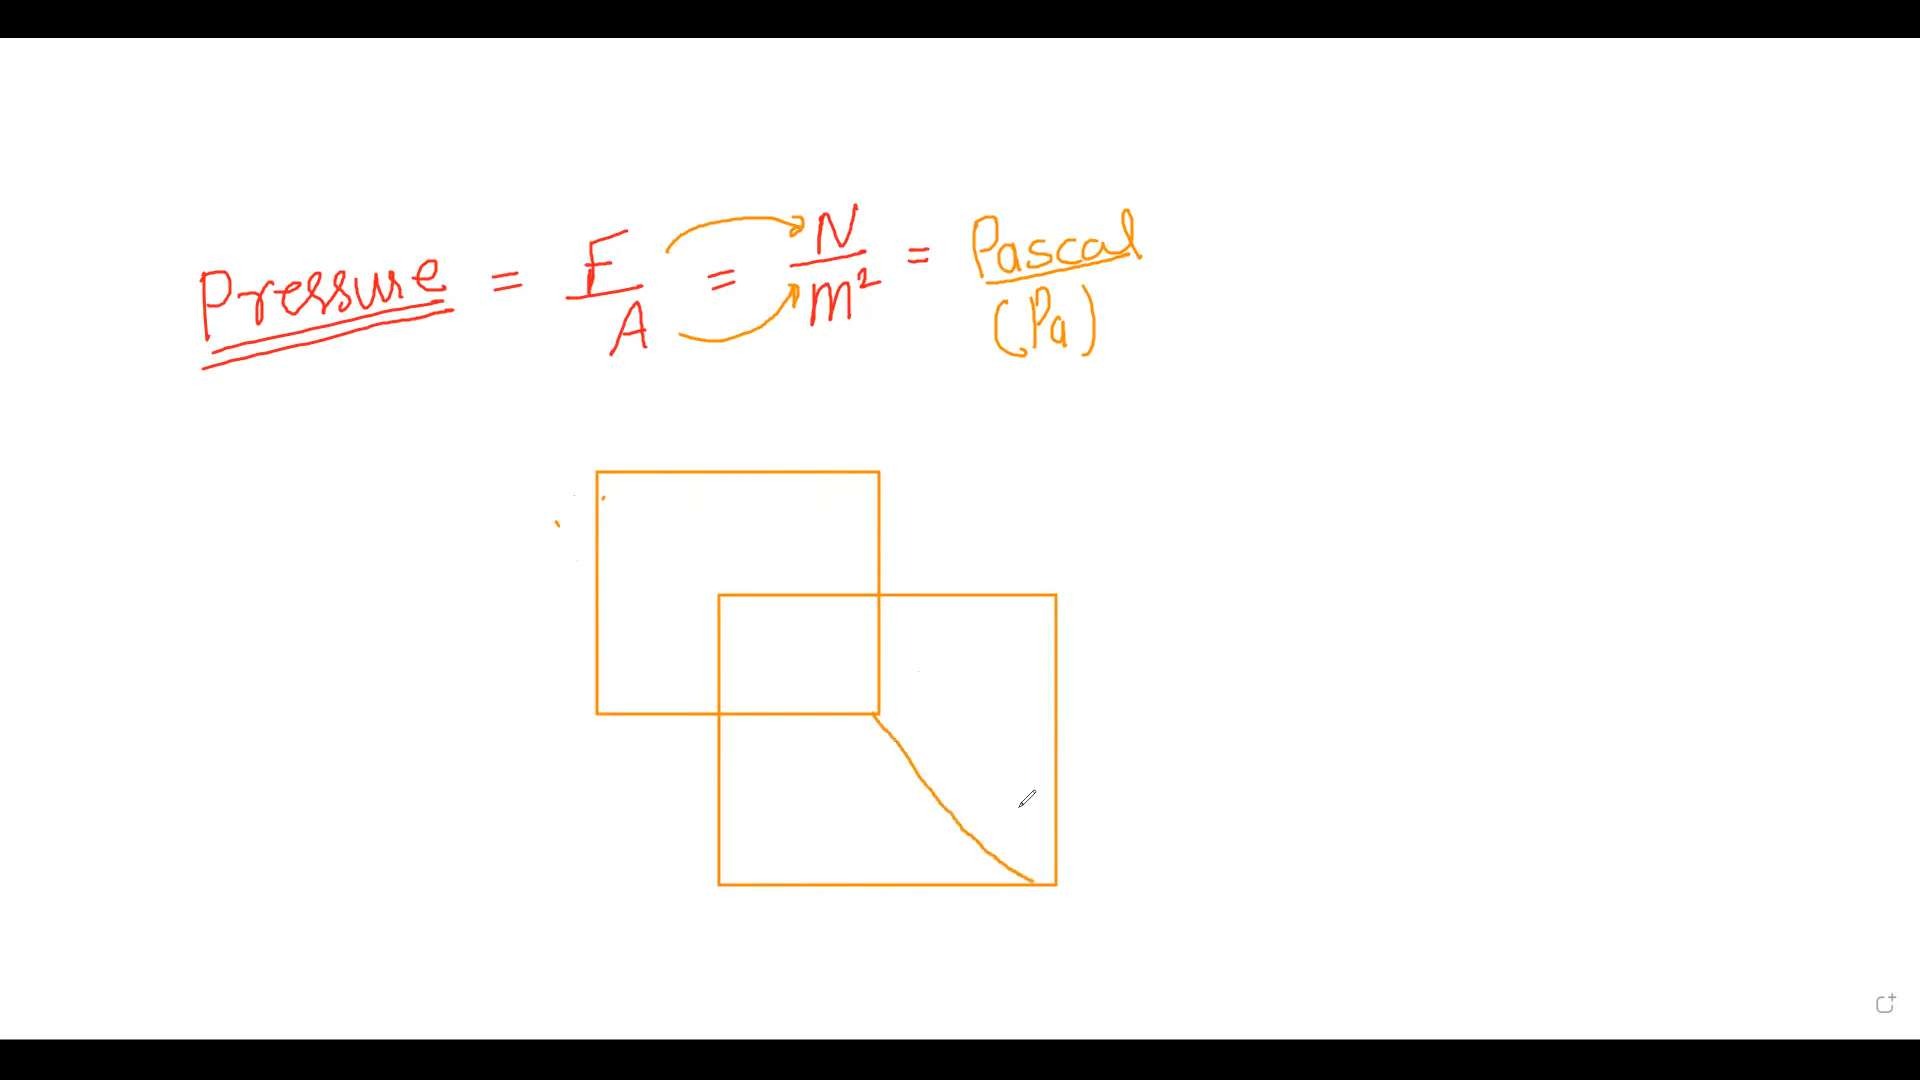 Pressure = F/A = N/m² = Pascal
(Pa)